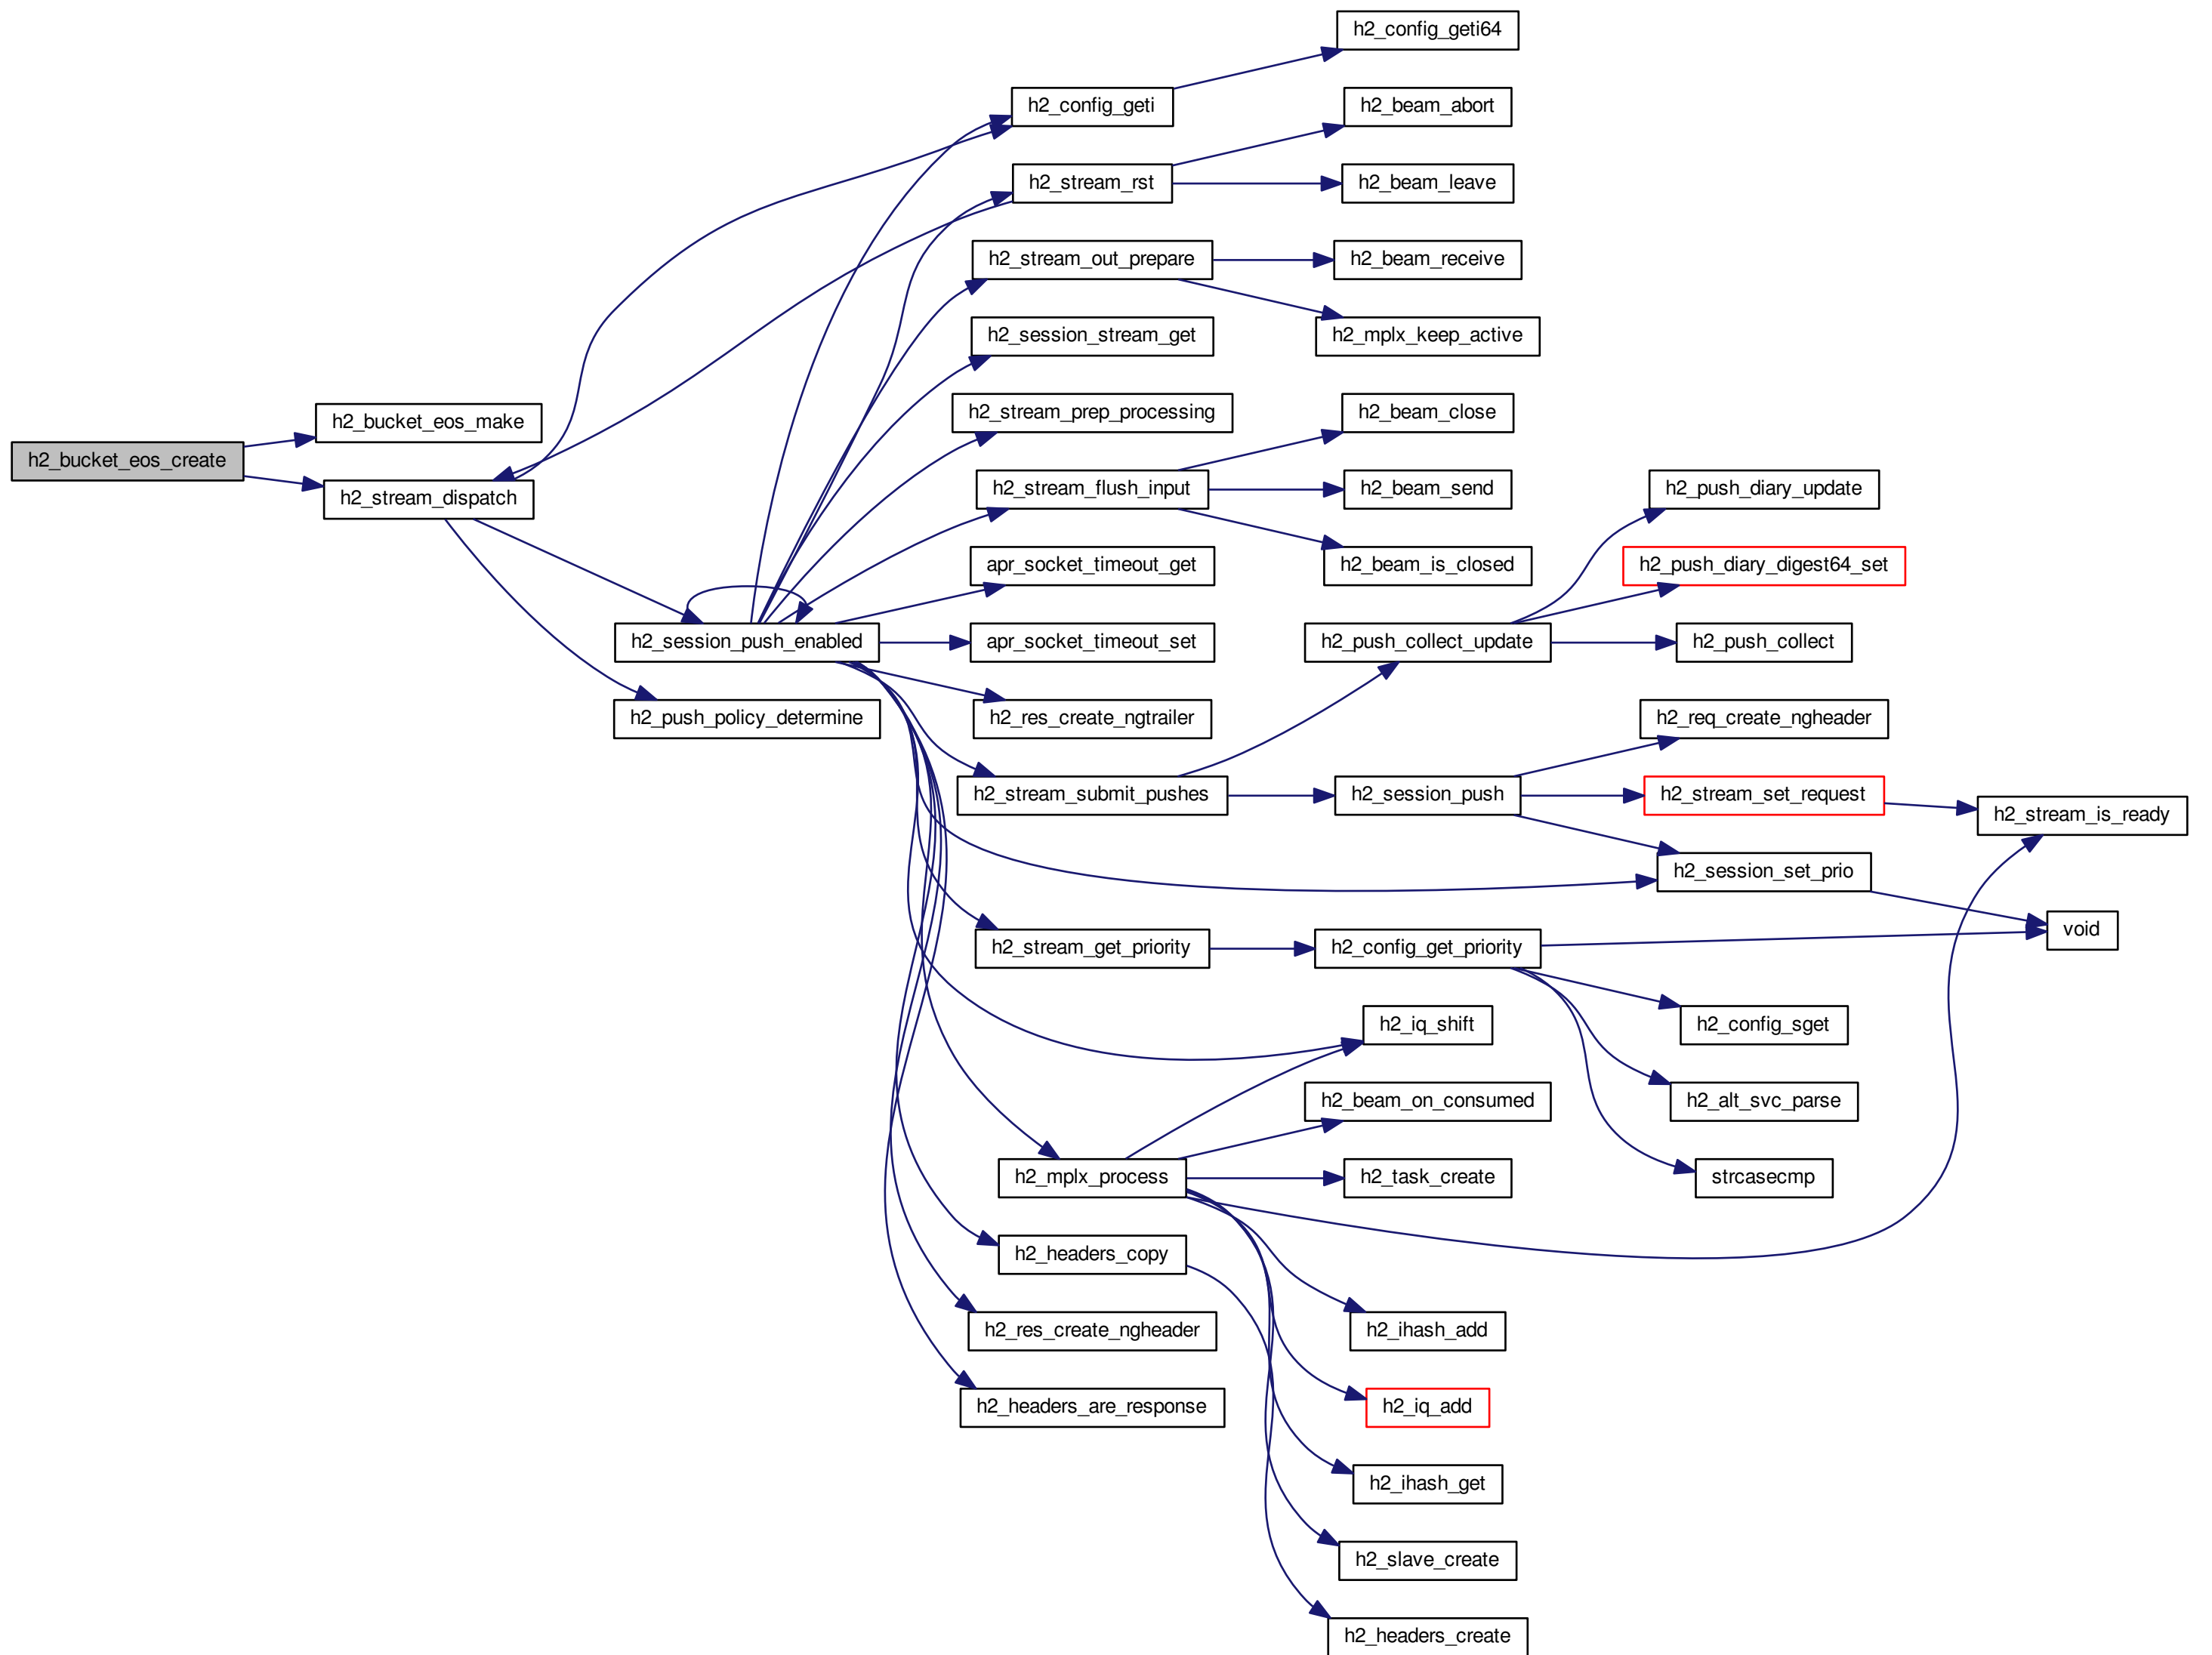 h2_config_geti64
h2_config_geti
h2_beam_abort
h2_stream_rst
h2_beam_leave
h2_stream_out_prepare
h2_beam_receive
h2_session_stream_get
h2_mplx_keep_active
h2_bucket_eos_make
h2_stream_prep_processing
h2_beam_close
h2_bucket_eos_create
h2_stream_dispatch
h2_stream_flush_input
h2_beam_send
h2_push_diary_update
apr_socket_timeout_get
h2_beam_is_closed
h2_push_diary_digest64_set
h2_session_push_enabled
apr_socket_timeout_set
h2_push_collect_update
h2_push_collect
h2_push_policy_determine
h2_res_create_ngtrailer
h2_req_create_ngheader
h2_stream_submit_pushes
h2_session_push
h2_stream_set_request
h2_stream_is_ready
h2_session_set_prio
void
h2_stream_get_priority
h2_config_get_priority
h2_iq_shift
h2_config_sget
h2_beam_on_consumed
h2_alt_svc_parse
h2_mplx_process
h2_task_create
strcasecmp
h2_headers_copy
h2_res_create_ngheader
h2_ihash_add
h2_headers_are_response
h2_iq_add
h2_ihash_get
h2_slave_create
h2_headers_create